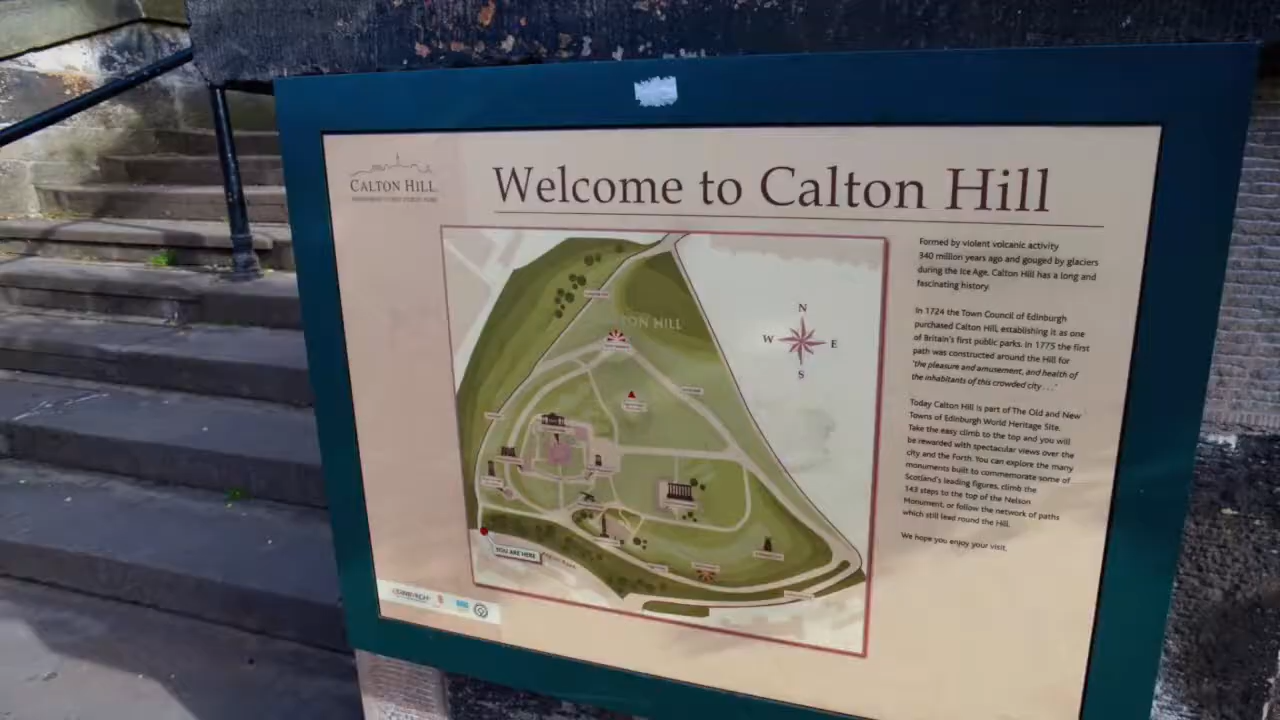 CALTON HILL
Welcome to Calton Hill
Formed by violent volcanic activity
340 million years ago and gouged by glaciers
during the Ice Age, Calton Hill has a long and
fascinating history.
In 1724 the Town Council of Edinburgh
purchased Calton Hill, establishing it as one
of Britain's first public parks. In 1775 the first
path was constructed around the Hill for
'the pleasure and amusement, and health of
the inhabitants of this crowded city . . .'
Today Calton Hill is part of The Old and New
Towns of Edinburgh World Heritage Site.
Take the easy climb to the top and you will
be rewarded with spectacular views over the
city and the Forth. You can explore the many
monuments built to commemorate some of
Scotland's leading figures, climb the
143 steps to the top of the Nelson
Monument, or follow the network of paths
which still lead round the Hill.
We hope you enjoy your visit.
N
W E
S
TON HILL
YOU ARE HERE